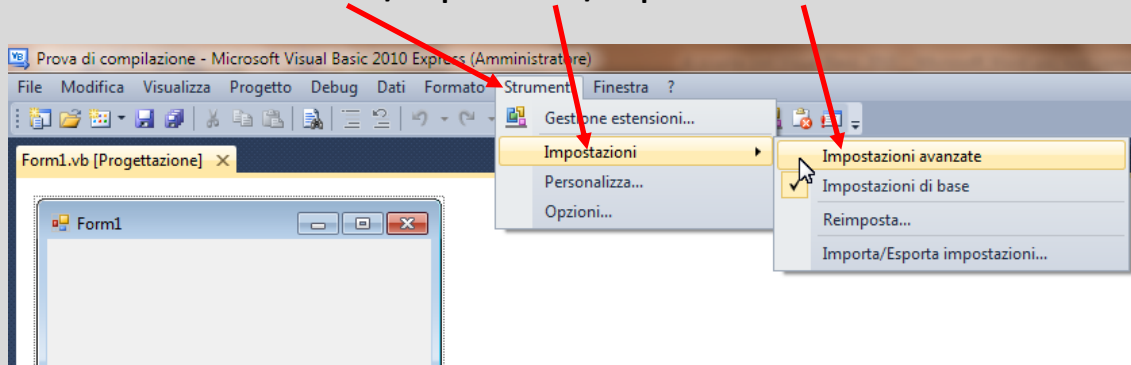 Prova di compilazione - Microsoft Visual Basic 2010 Express (Amministratore)
File Modifica Visualizza Progetto Debug Dati Formato Strumenti Finestra ?
Gestione estensioni...
Form1.vb [Progettazione]
Impostazioni
Impostazioni avanzate
Personalizza...
Impostazioni di base
Opzioni...
Reimposta...
Form1
Importa/Esporta impostazioni...